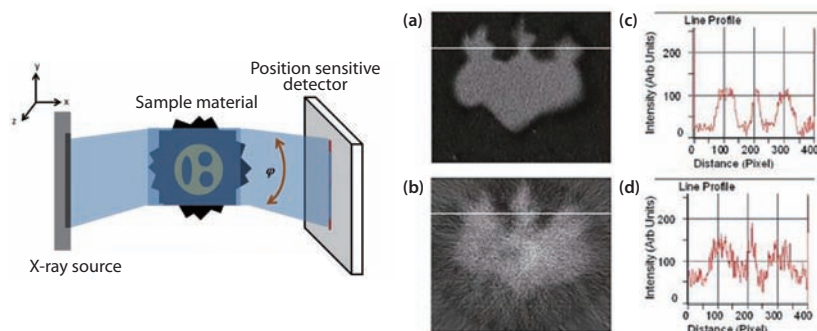 y
x
z
Sample material
Position sensitive
detector
φ
X-ray source
(a)
(b)
(c)
Line Profile
Intensity (Arb Units)
200
100
0
0
100
200
300
400
Distance (Pixel)
(d)
Line Profile
Intensity (Arb Units)
200
100
0
0
100
200
300
400
Distance (Pixel)